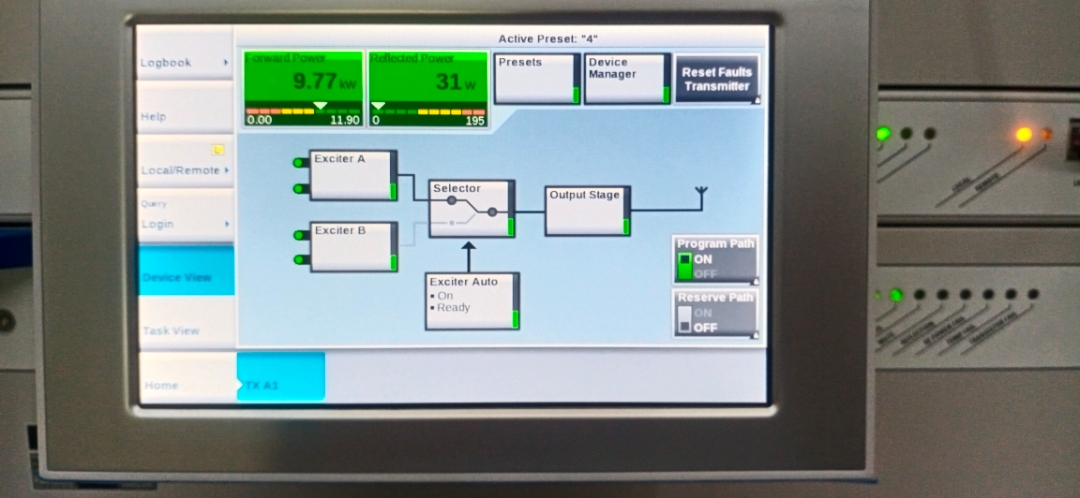 Active Preset: "4"
Logbook
Help
Local/Remote
Query
Login
Device View
Task View
Home
TX A1
Forward Power
9.77 kW
0.00 11.90
Reflected Power
31 W
0 195
Presets
Device
Manager
Reset Faults
Transmitter
Exciter A
Exciter B
Selector
Output Stage
Exciter Auto
▪ On
▪ Ready
Program Path
ON
OFF
Reserve Path
ON
OFF
LOCAL
REMOTE